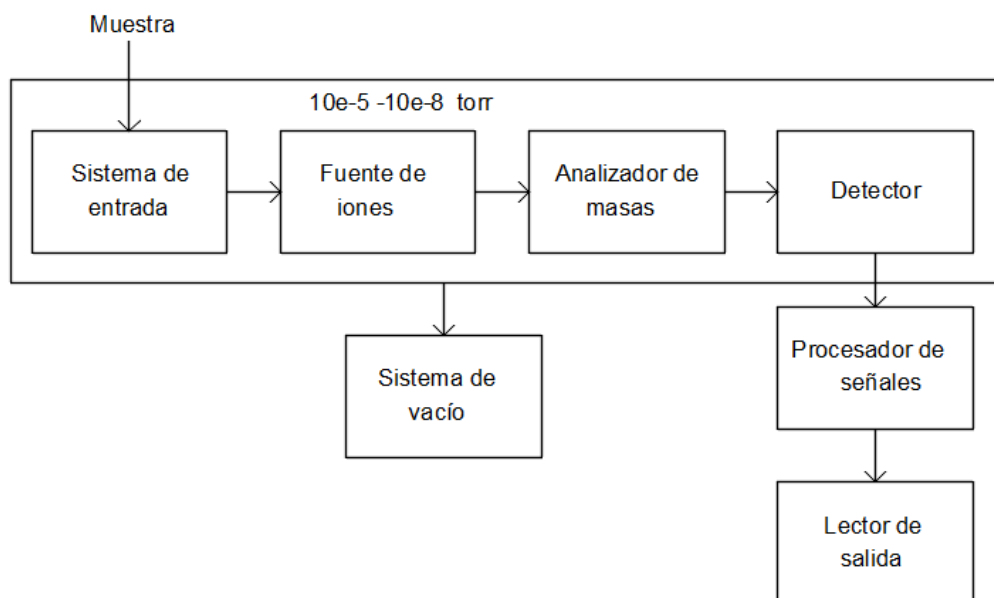 Muestra
10e-5 -10e-8 torr
Sistema de
entrada
Fuente de
iones
Analizador de
masas
Detector
Sistema de
vacío
Procesador de
señales
Lector de
salida